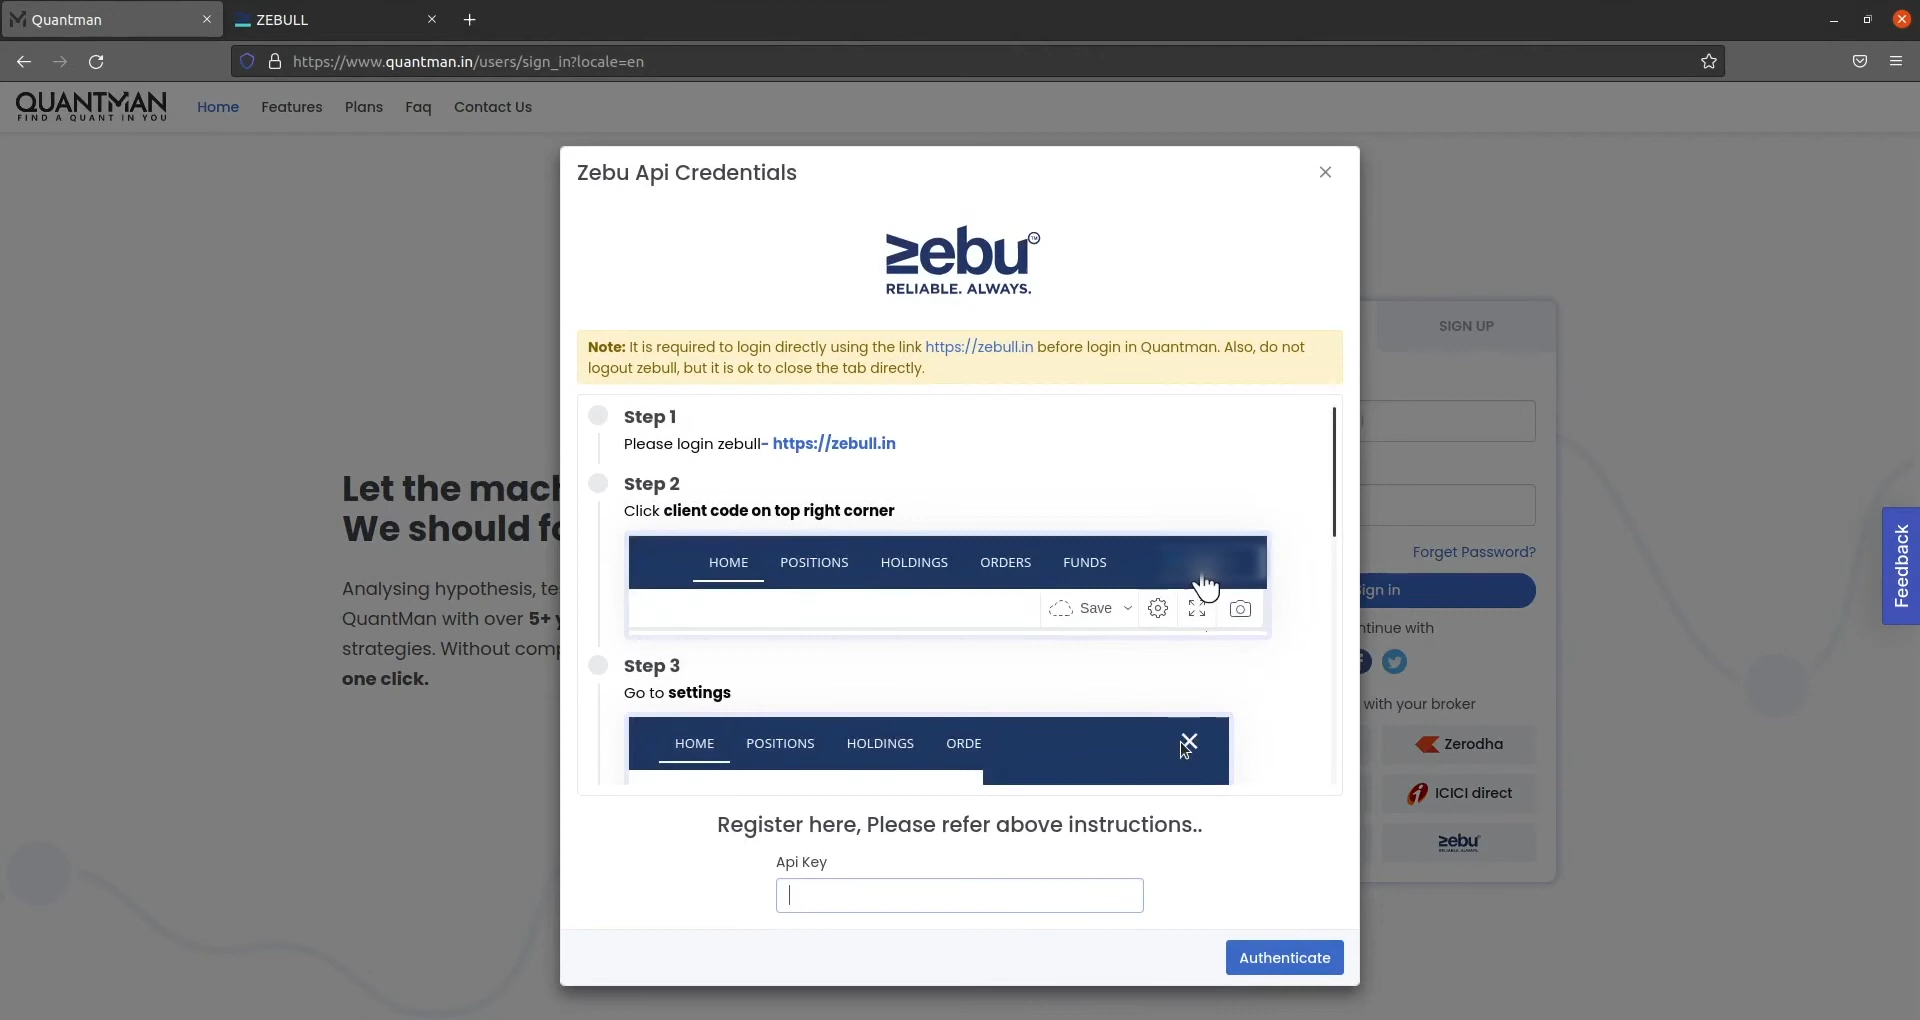 Quantman
ZEBULL
https://www.quantman.in/users/sign_in?locale=en
QUANTMAN
FIND A QUANT IN YOU
Home
Features
Plans
Faq
Contact Us
Zebu Api Credentials
zebu TM
RELIABLE. ALWAYS.
Note: It is required to login directly using the link https://zebull.in before login in Quantman. Also, do not
logout zebull, but it is ok to close the tab directly.
Step 1
Please login zebull- https://zebull.in
Step 2
Click client code on top right corner
HOME POSITIONS HOLDINGS ORDERS FUNDS
Save
Step 3
Go to settings
HOME POSITIONS HOLDINGS ORDE
Register here, Please refer above instructions..
Api Key
Authenticate
Let the mach
We should fo
Analysing hypothesis, te
QuantMan with over 5+
strategies. Without comp
one click.
SIGN UP
Forget Password?
ign in
ntinue with
with your broker
Zerodha
ICICI direct
zebu
RELIABLE. ALWAYS.
Feedback